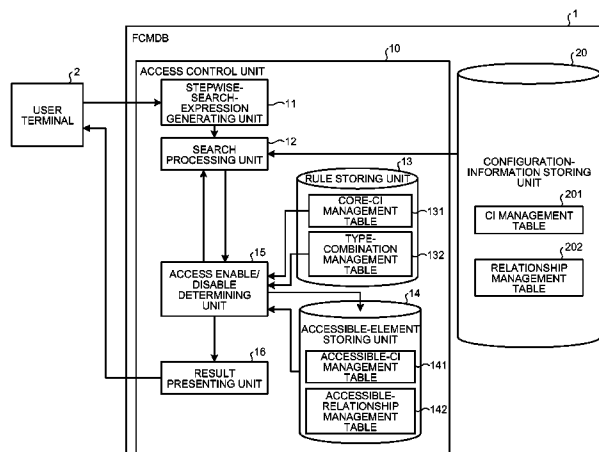 1
FCMDB
10
20
2
USER
TERMINAL
ACCESS CONTROL UNIT
STEPWISE-
SEARCH-
EXPRESSION
GENERATING UNIT
11
12
SEARCH
PROCESSING UNIT
13
RULE STORING UNIT
CORE-CI
MANAGEMENT
TABLE
131
TYPE-
COMBINATION
MANAGEMENT
TABLE
132
CONFIGURATION-
INFORMATION STORING
UNIT
201
CI MANAGEMENT
TABLE
202
RELATIONSHIP
MANAGEMENT
TABLE
15
ACCESS ENABLE/
DISABLE
DETERMINING
UNIT
14
ACCESSIBLE-ELEMENT
STORING UNIT
ACCESSIBLE-CI
MANAGEMENT
TABLE
141
ACCESSIBLE-
RELATIONSHIP
MANAGEMENT
TABLE
142
16
RESULT
PRESENTING UNIT